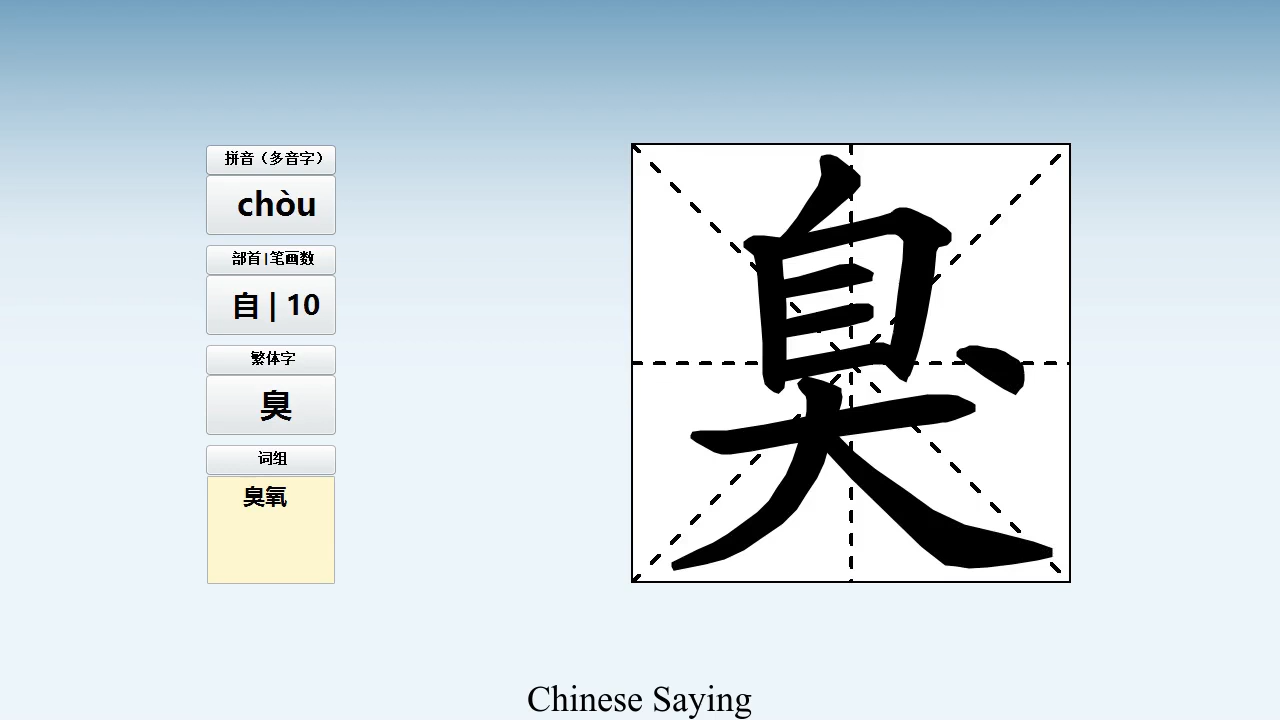 拼音（多音字）
chòu
部首|笔画数
自 | 10
繁体字
臭
词组
臭氧
臭
Chinese Saying